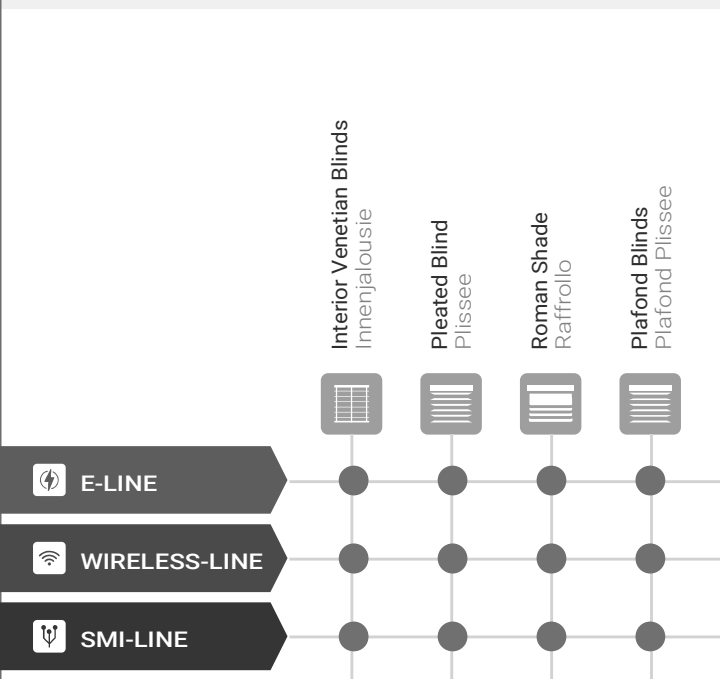 Interior Venetian Blinds
Innenjalousie
Pleated Blind
Plissee
Roman Shade
Raffrollo
Plafond Blinds
Plafond Plissee
E-LINE
WIRELESS-LINE
SMI-LINE